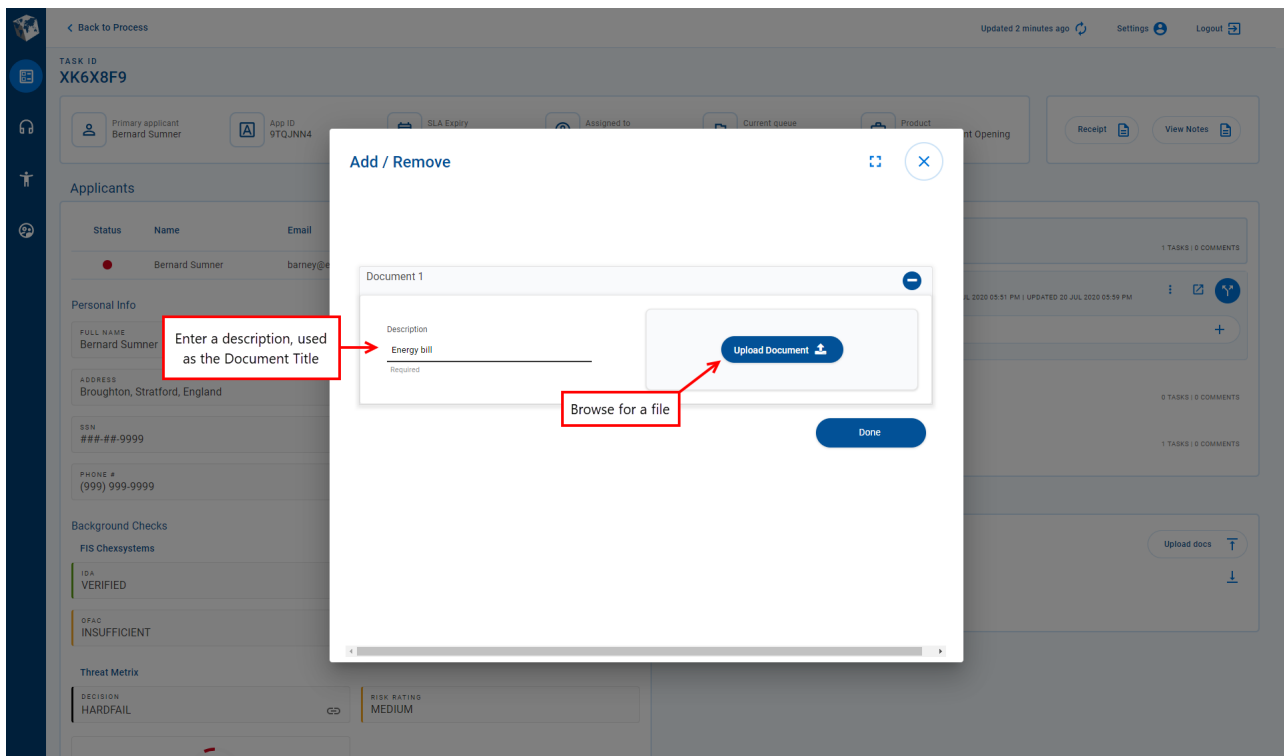 Back to Process
Updated 2 minutes ago
Settings
Logout
TASK ID
XK6X8F9
Primary applicant
Bernard Sumner
App ID
9TQJNN4
SLA Expiry
Assigned to
Current queue
Product
nt Opening
Receipt
View Notes
Add / Remove
Applicants
Status Name Email
Bernard Sumner barney@e
1 TASKS | 0 COMMENTS
Document 1
JL 2020 05:51 PM | UPDATED 20 JUL 2020 05:59 PM
Personal Info
FULL NAME
Bernard Sumner
Enter a description, used
as the Document Title
Description
Energy bill
Required
Upload Document
Browse for a file
Done
ADDRESS
Broughton, Stratford, England
0 TASKS | 0 COMMENTS
SSN
###-##-9999
1 TASKS | 0 COMMENTS
PHONE #
(999) 999-9999
Background Checks
FIS Chexsystems
Upload docs
IDA
VERIFIED
OFAC
INSUFFICIENT
Threat Metrix
DECISION
HARDFAIL
RISK RATING
MEDIUM